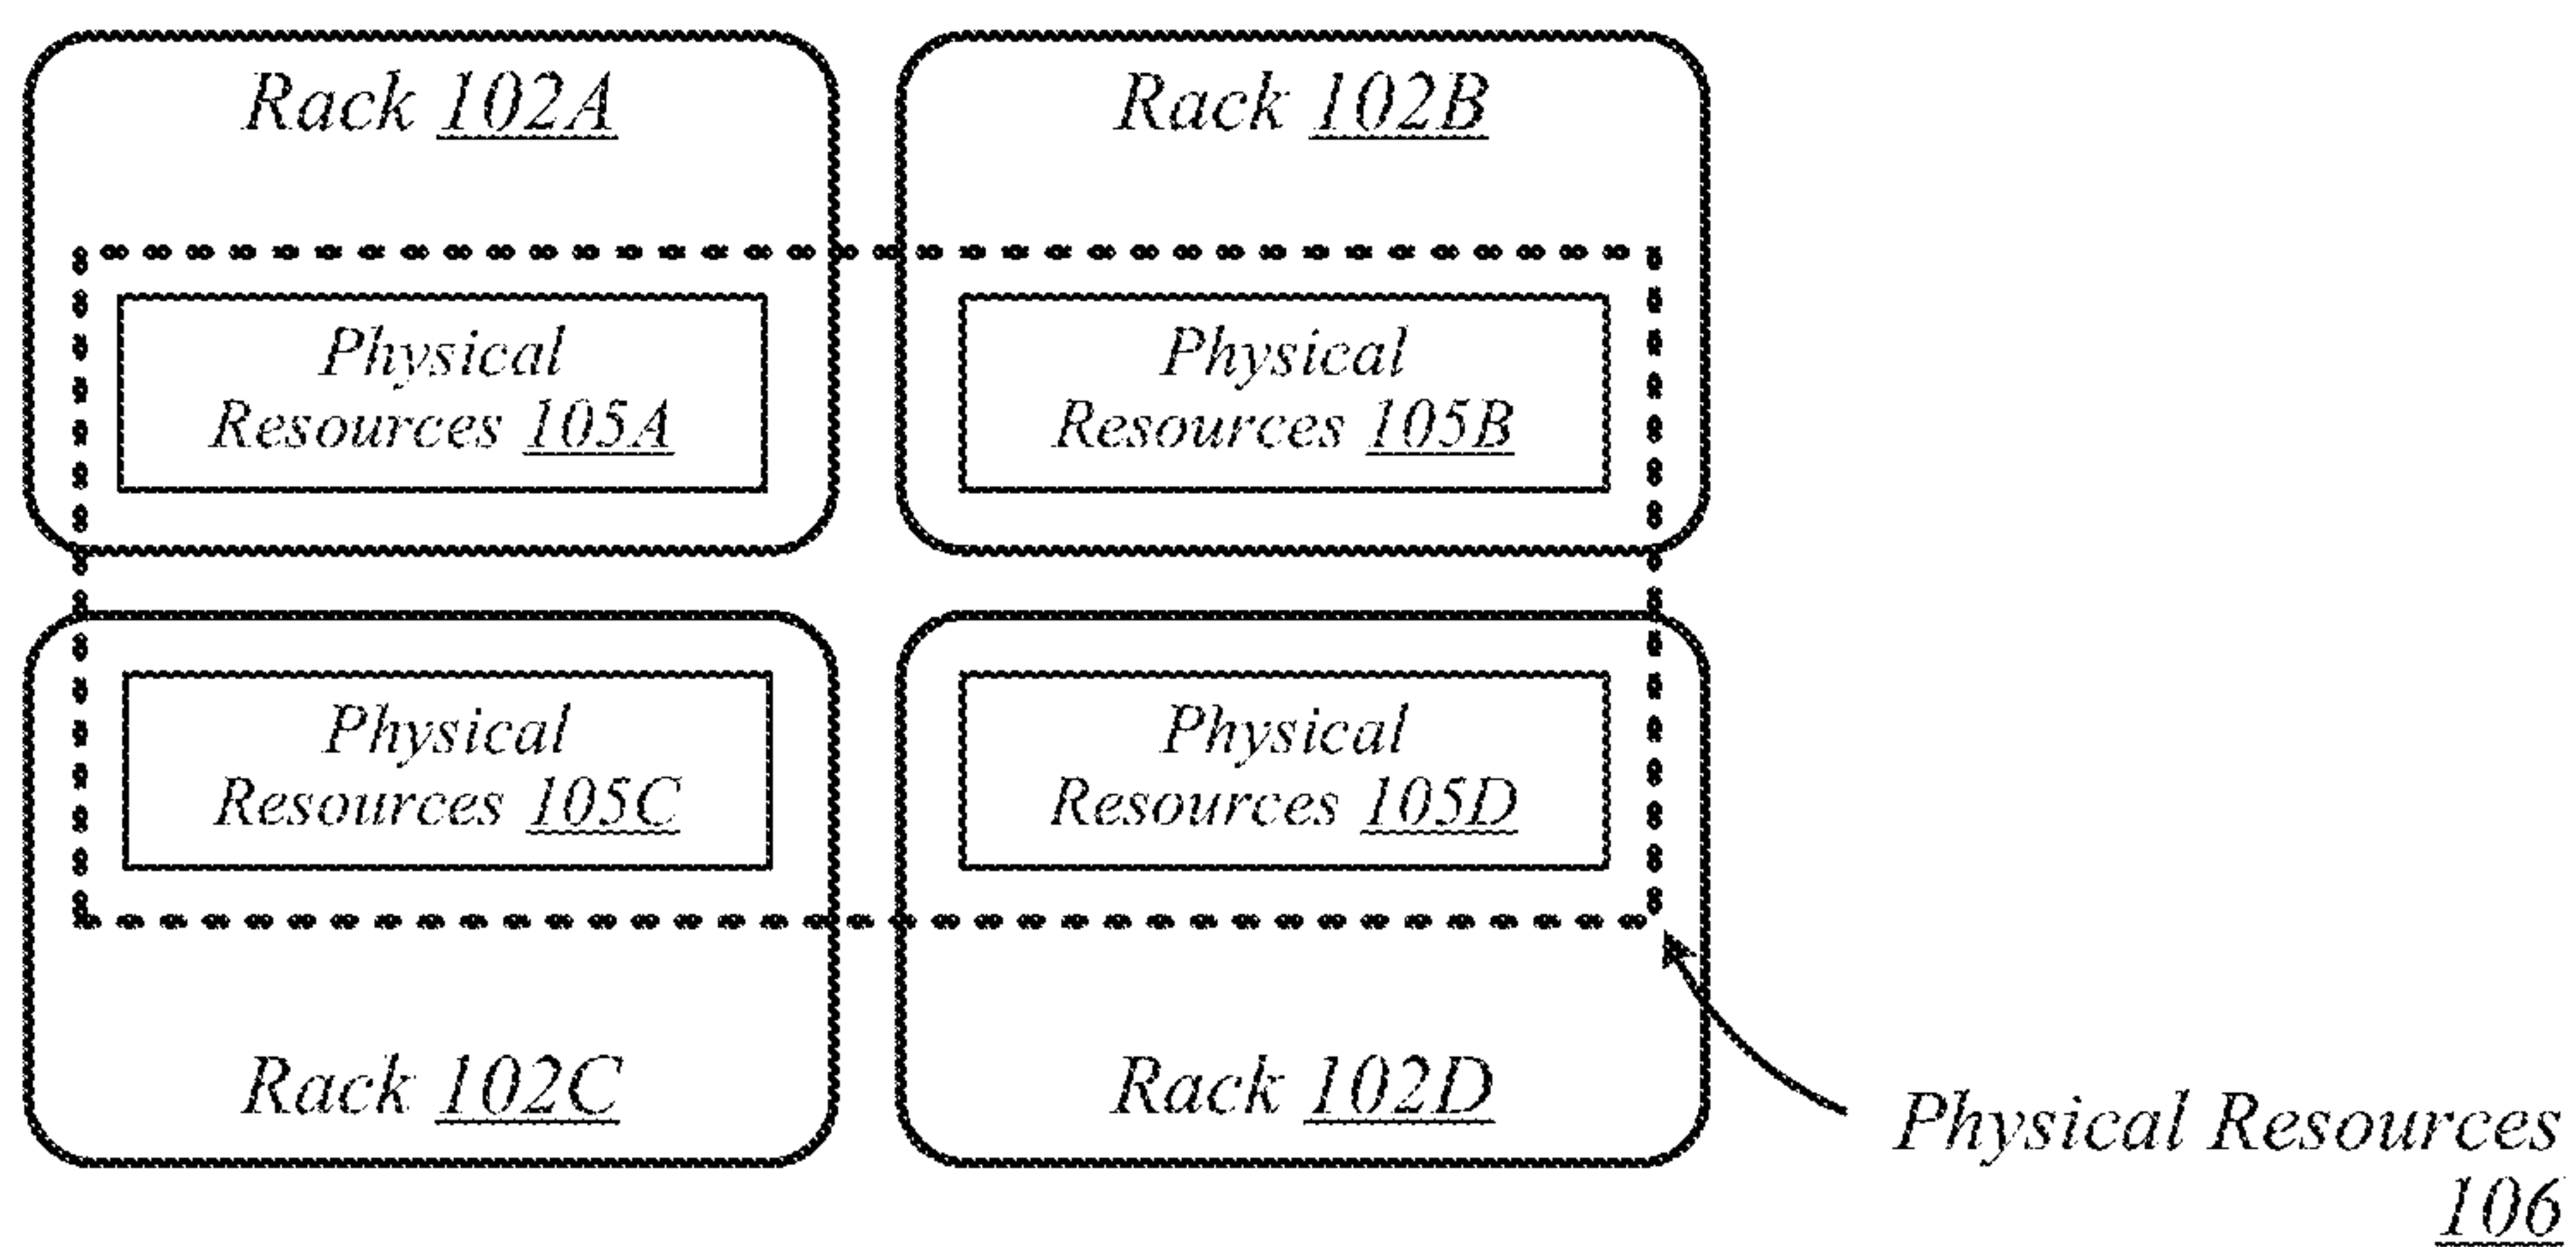 Rack 102A
Rack 102B
Physical
Resources 105A
Physical
Resources 105B
Physical
Resources 105C
Physical
Resources 105D
Rack 102C
Rack 102D
Physical Resources
106